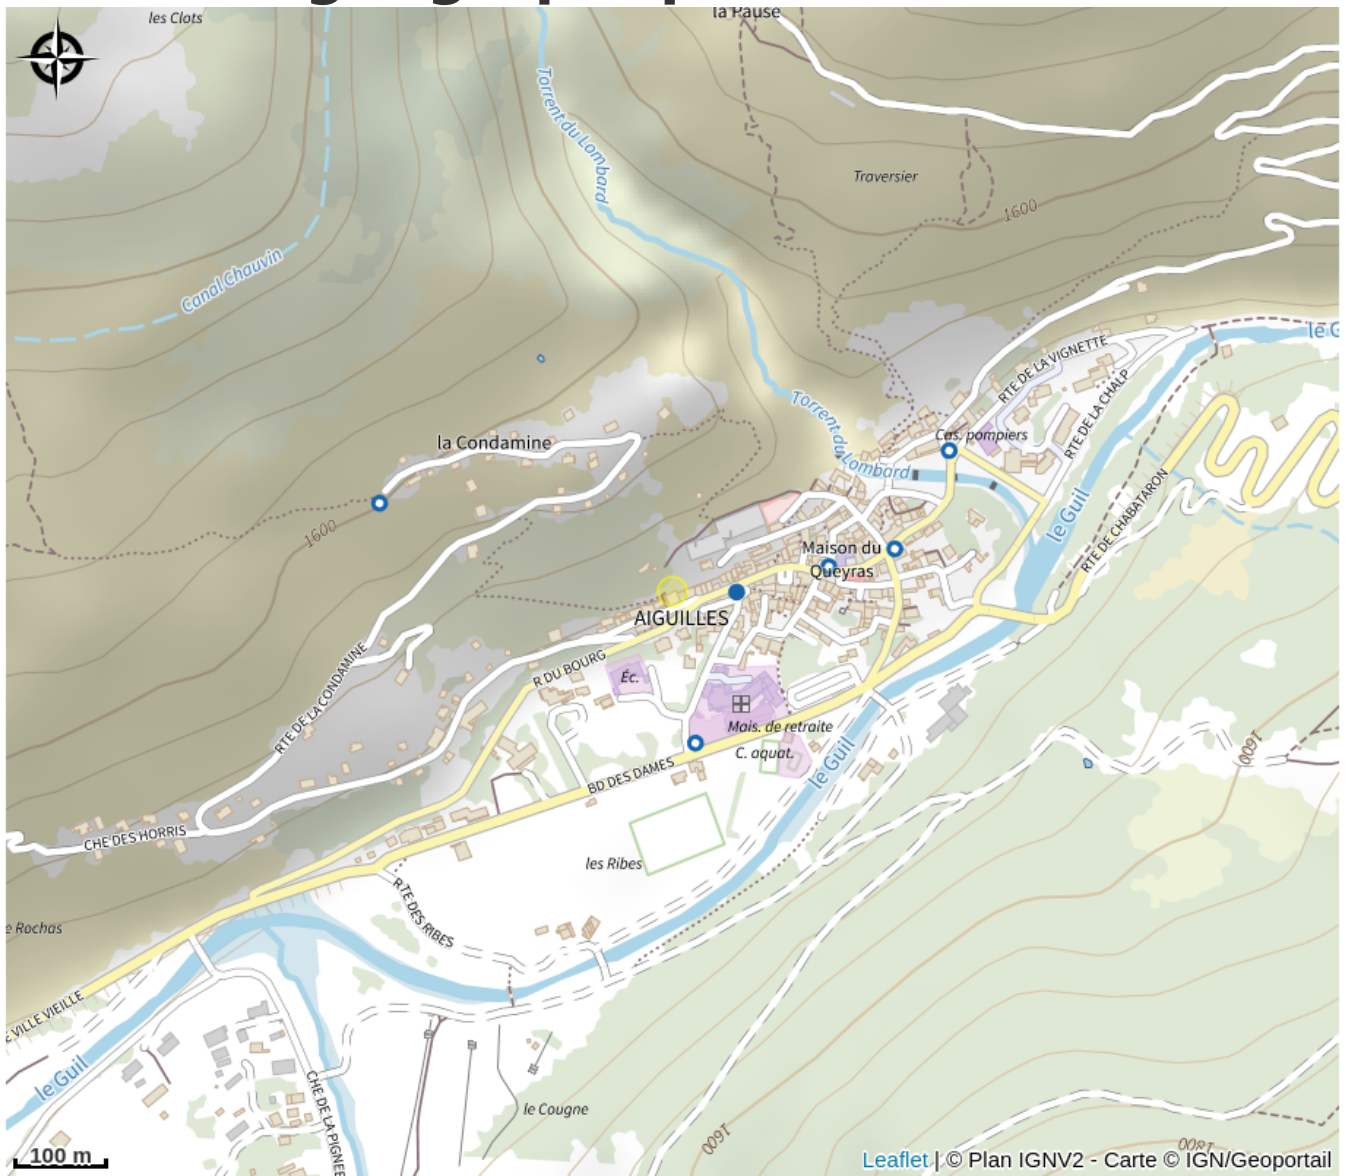 les Clots
la Pause
Torrent du Lombard
Traversier
1600
Canal Chauvin
le G
RTE DE LA VIGNETTE
RTE DE LA CHALP
Torrent du Lombard
Cas. pompiers
la Condamine
le Guil
RTE DE CHABATARON
1600
Maison du
Queyras
AIGUILLES
R DU BOURG
Éc.
RTE DE LA CONDAMINE
Mais. de retraite
C. aquat.
le Guil
1600
BD DES DAMES
CHE DES HORRIS
les Ribes
RTE DES RIBES
e Rochas
E VILLE VIEILLE
le Guil
CHE DE LA PIGNEE
le Cougne
1600
1800
100 m
Leaflet | © Plan IGNV2 - Carte © IGN/Geoportail